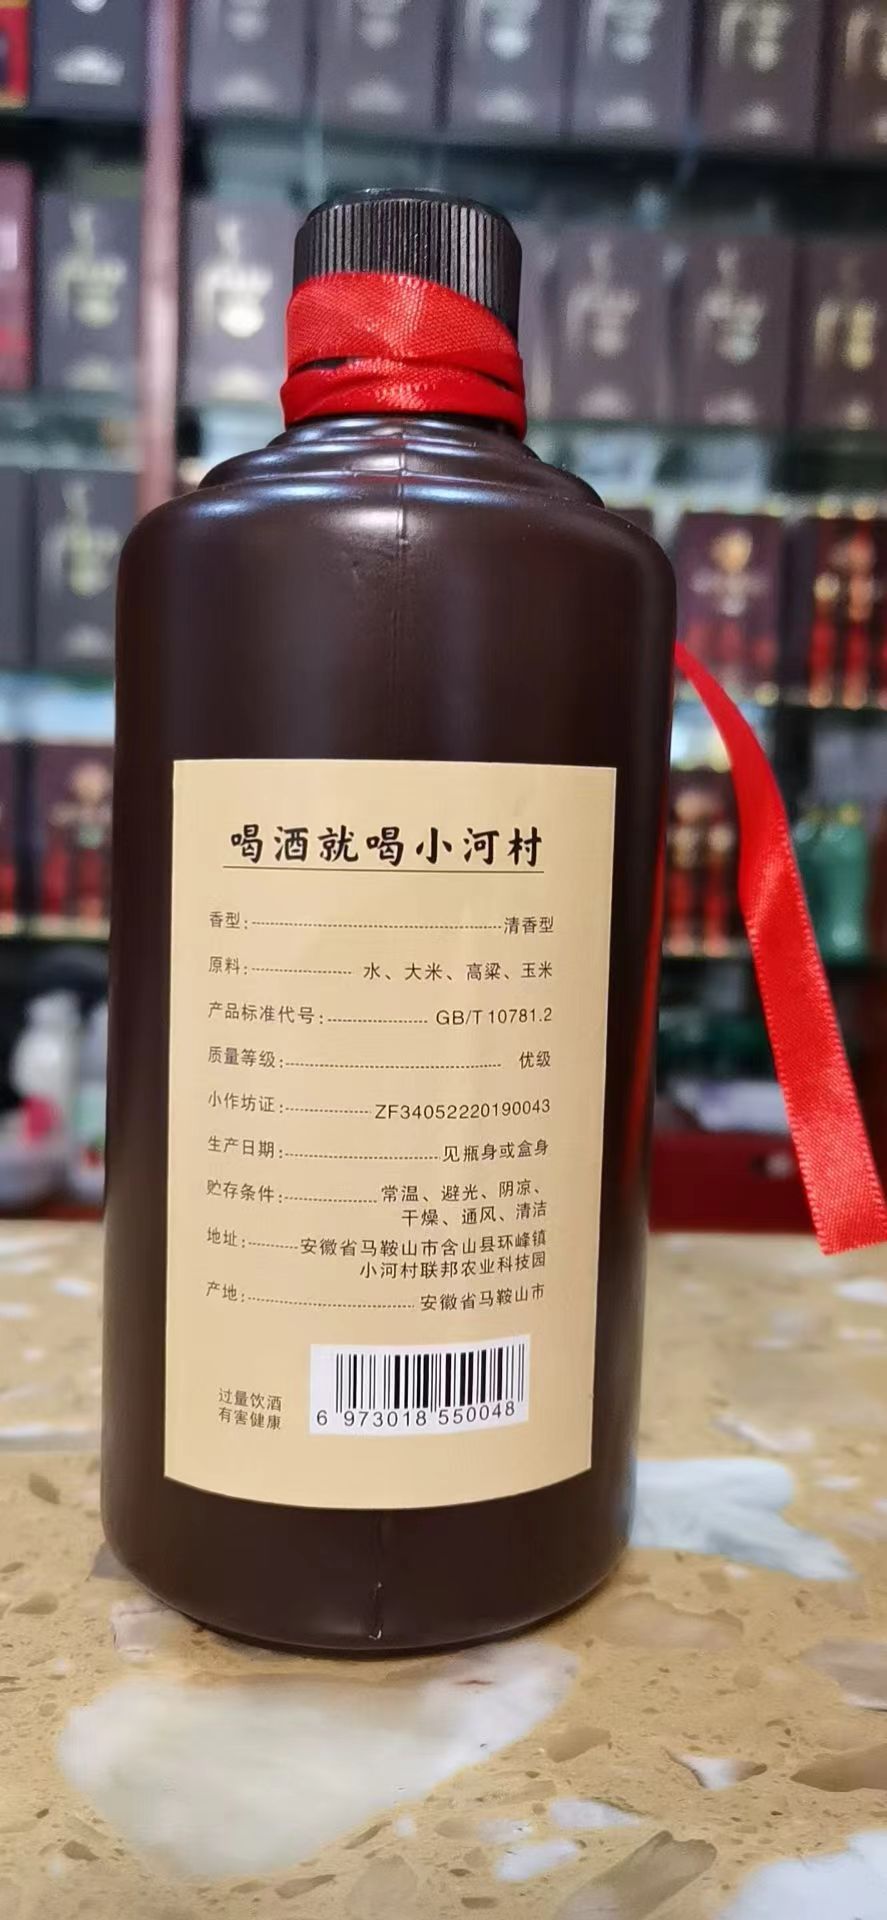 喝酒就喝小河村
香型:清香型
原料:水、大米、高粱、玉米
产品标准代号:GB/T 10781.2
质量等级:优级
小作坊证:ZF34052220190043
生产日期:见瓶身或盒身
贮存条件:常温、避光、阴凉、
干燥、通风、清洁
地址:安徽省马鞍山市含山县环峰镇
小河村联邦农业科技园
产地:安徽省马鞍山市
过量饮酒
有害健康
6 973018 550048